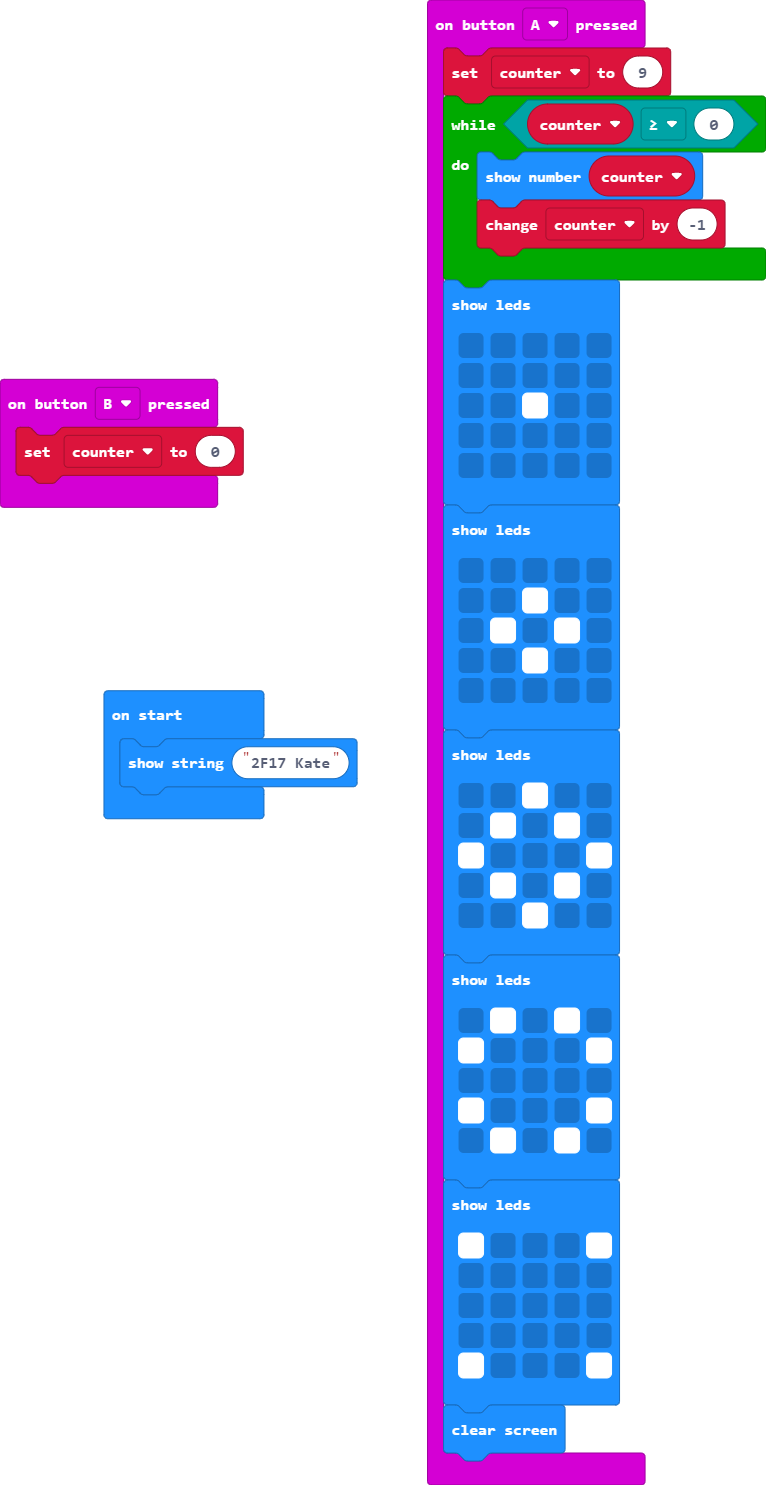 on button A pressed
set counter to 9
while counter ≥ 0
do
show number counter
change counter by -1
show leds
on button B pressed
set counter to 0
show leds
on start
show string "2F17 Kate"
show leds
show leds
show leds
clear screen